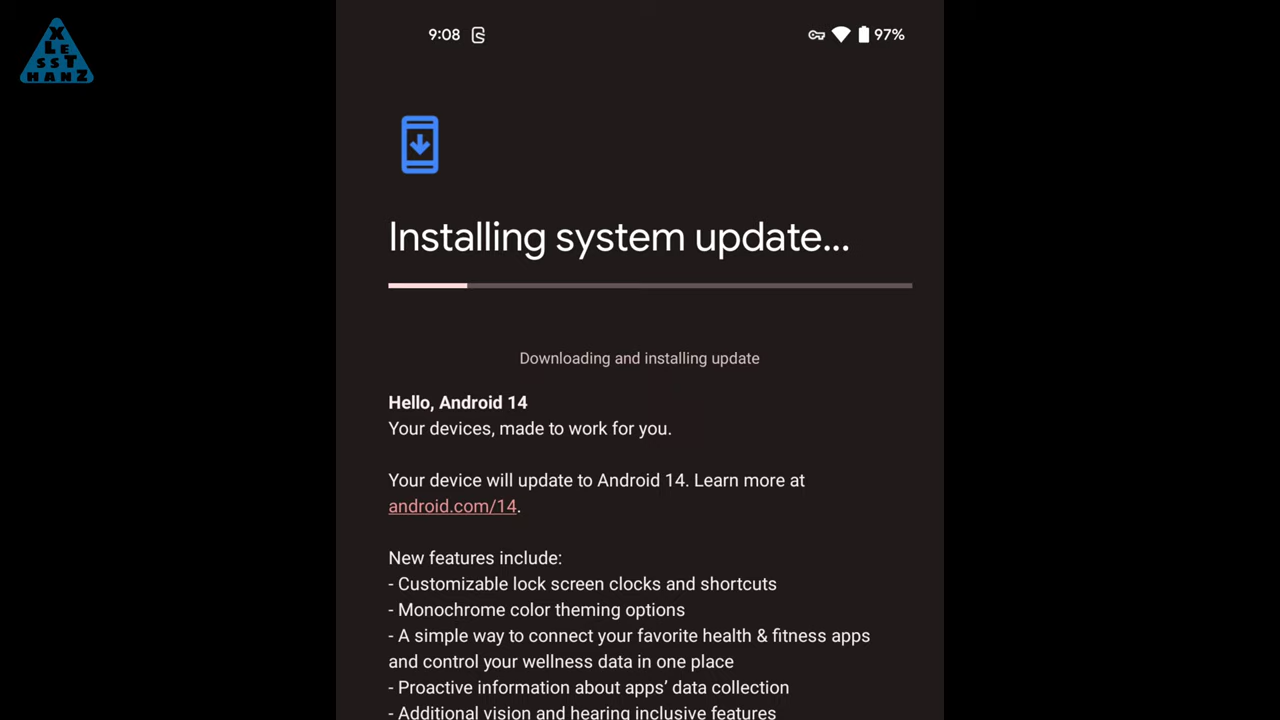 X
LE
SST
HANZ
9:08
97%
Installing system update...
Downloading and installing update
Hello, Android 14
Your devices, made to work for you.
Your device will update to Android 14. Learn more at
android.com/14.
New features include:
- Customizable lock screen clocks and shortcuts
- Monochrome color theming options
- A simple way to connect your favorite health & fitness apps
and control your wellness data in one place
- Proactive information about apps’ data collection
- Additional vision and hearing inclusive features